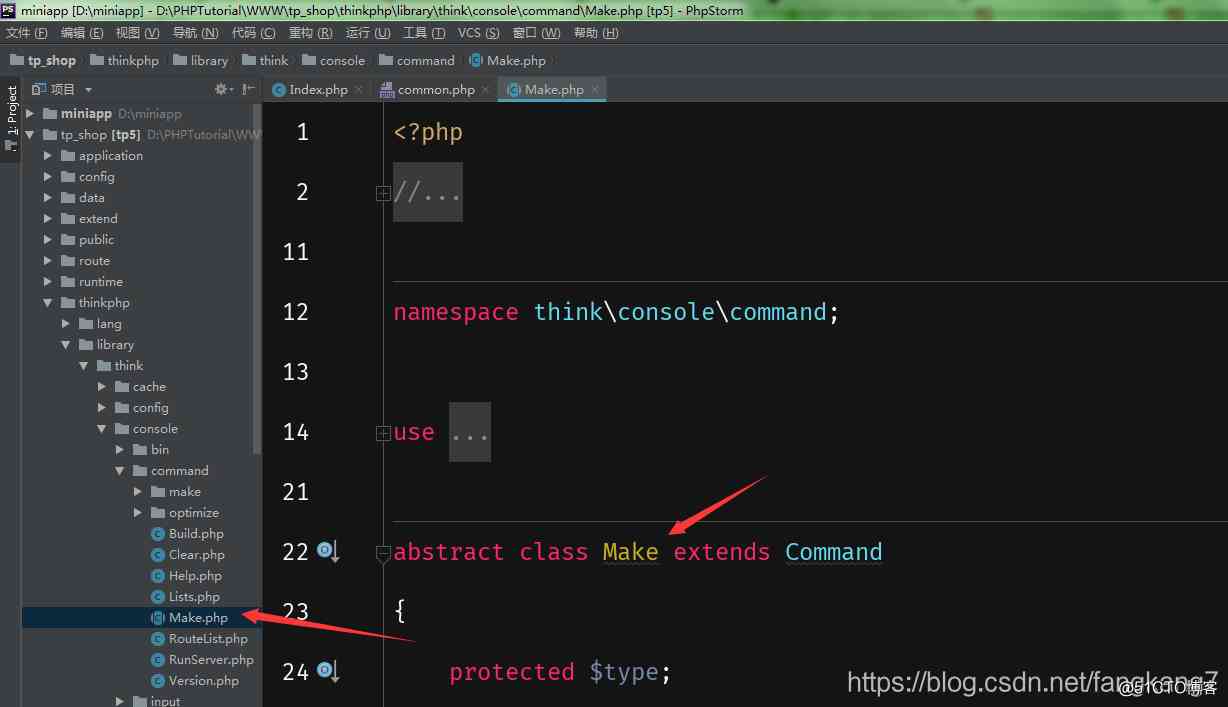 miniapp [D:\miniapp] - D:\PHPTutorial\WWW\tp_shop\thinkphp\library\think\console\command\Make.php [tp5] - PhpStorm
文件 (F) 编辑 (E) 视图 (V) 导航 (N) 代码 (C) 重构 (R) 运行 (U) 工具 (T) VCS (S) 窗口 (W) 帮助 (H)
tp_shop thinkphp library think console command Make.php
1: Project
项目
Index.php common.php Make.php
miniapp D:\miniapp
tp_shop [tp5] D:\PHPTutorial\WW
application
config
data
extend
public
route
runtime
thinkphp
lang
library
think
cache
config
console
bin
command
make
optimize
Build.php
Clear.php
Help.php
Lists.php
Make.php
RouteList.php
RunServer.php
Version.php
input
1 <?php
2 //...
11
12 namespace think\console\command;
13
14 use ...
21
22 abstract class Make extends Command
23 {
24 protected $type;
https://blog.csdn.net/fangkang7
@51CTO博客